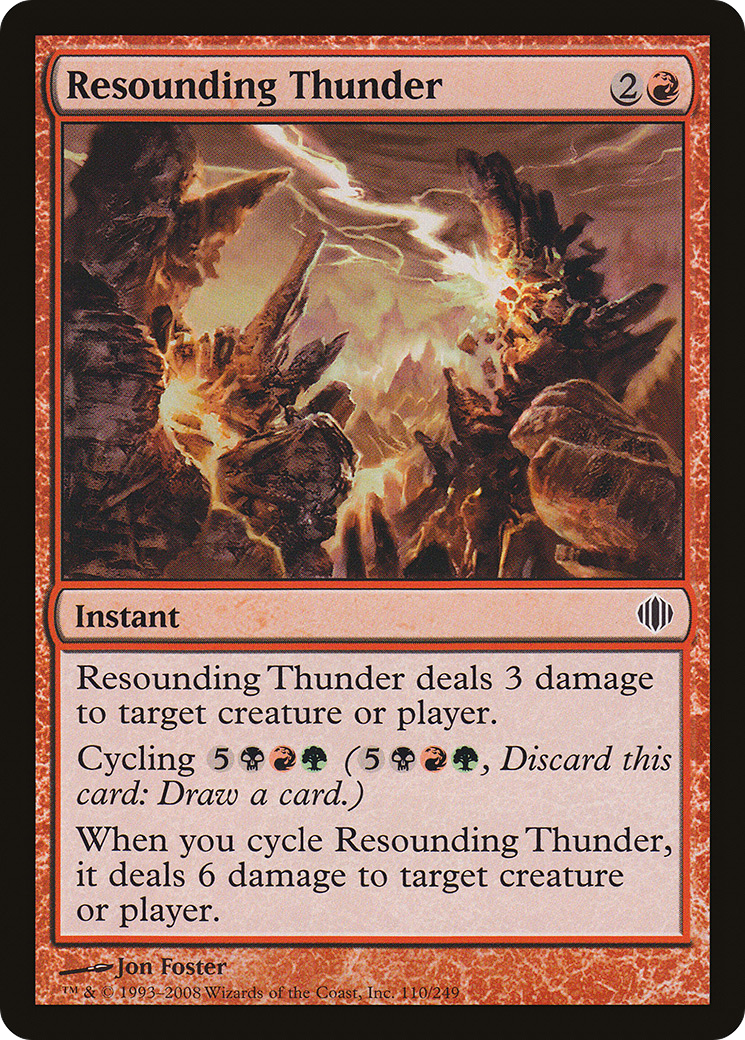 Resounding Thunder 2
Instant
Resounding Thunder deals 3 damage
to target creature or player.
Cycling 5 (5, Discard this
card: Draw a card.)
When you cycle Resounding Thunder,
it deals 6 damage to target creature
or player.
Jon Foster
™ & © 1993–2008 Wizards of the Coast, Inc. 110/249